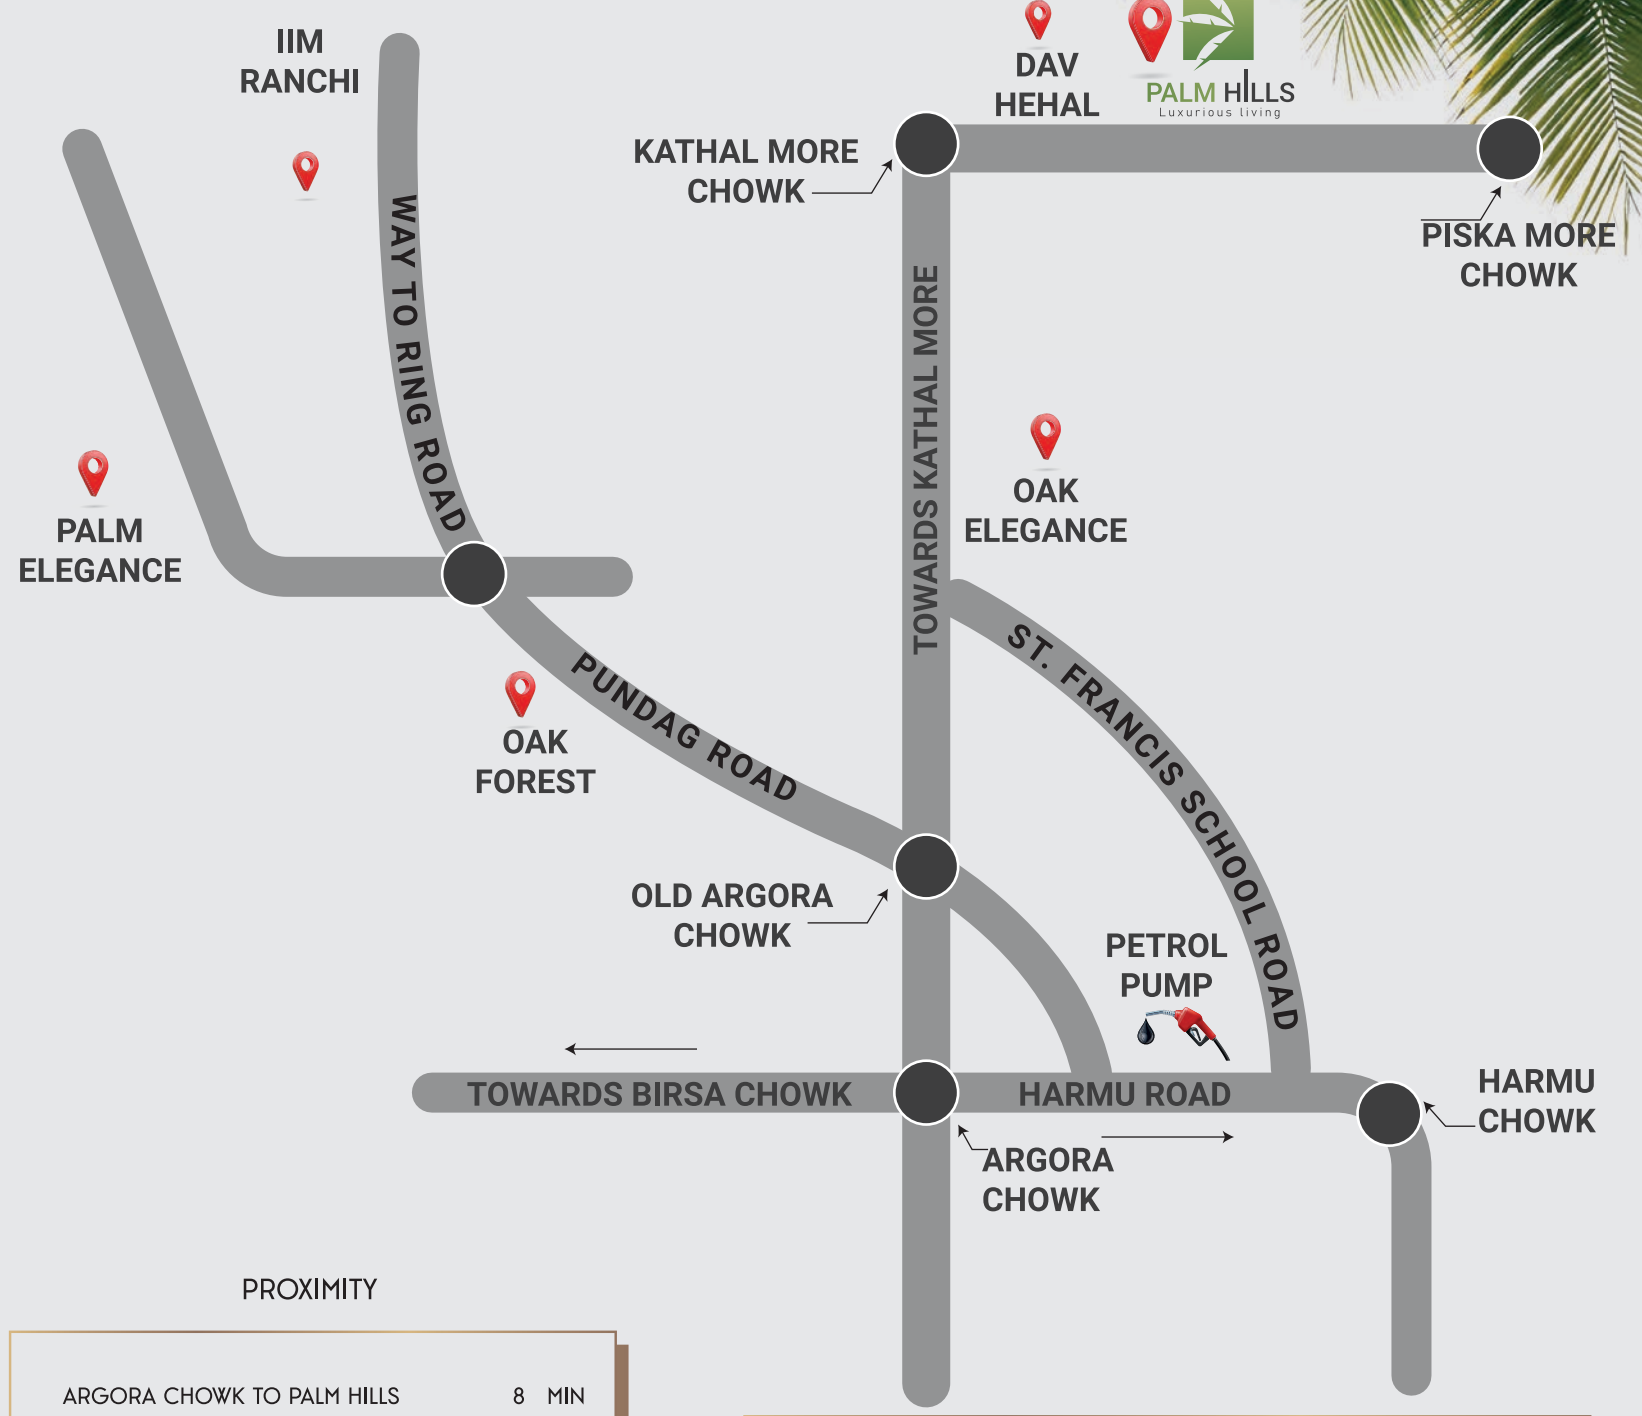 IIM
RANCHI
DAV
HEHAL
PALM HILLS
Luxurious living
KATHAL MORE
CHOWK
PISKA MORE
CHOWK
WAY TO RING ROAD
TOWARDS KATHAL MORE
OAK
ELEGANCE
PALM
ELEGANCE
ST. FRANCIS SCHOOL ROAD
PUNDAG ROAD
OAK
FOREST
OLD ARGORA
CHOWK
PETROL
PUMP
TOWARDS BIRSA CHOWK
HARMU ROAD
HARMU
CHOWK
ARGORA
CHOWK
PROXIMITY
ARGORA CHOWK TO PALM HILLS 8 MIN